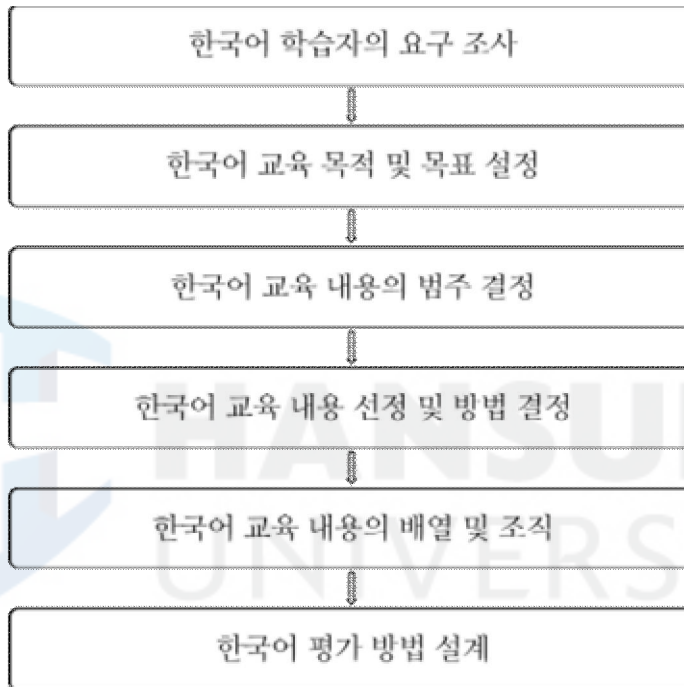 한국어 학습자의 요구 조사
한국어 교육 목적 및 목표 설정
한국어 교육 내용의 범주 결정
한국어 교육 내용 선정 및 방법 결정
한국어 교육 내용의 배열 및 조직
한국어 평가 방법 설계